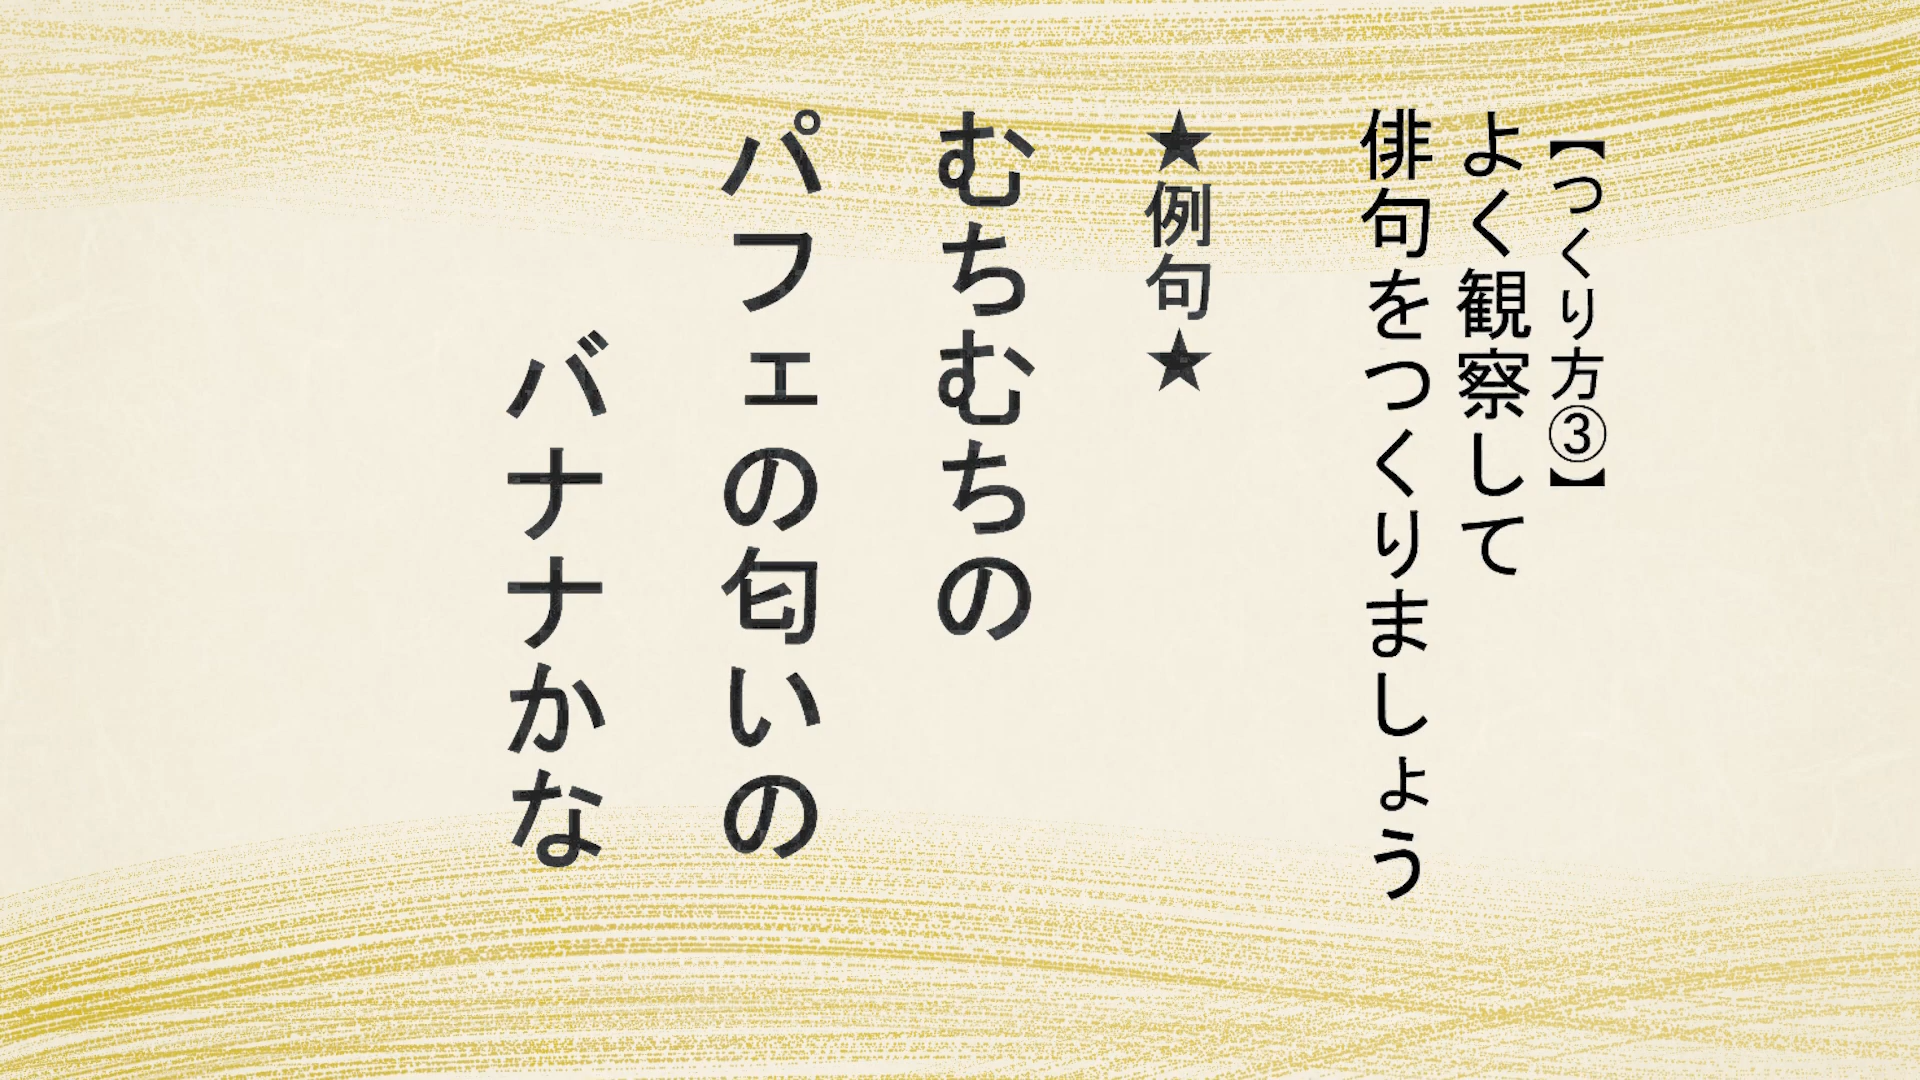 【つくり方③】
よく観察して
俳句をつくりましょう
★例句★
むちむちの
パフェの匂いの
バナナかな